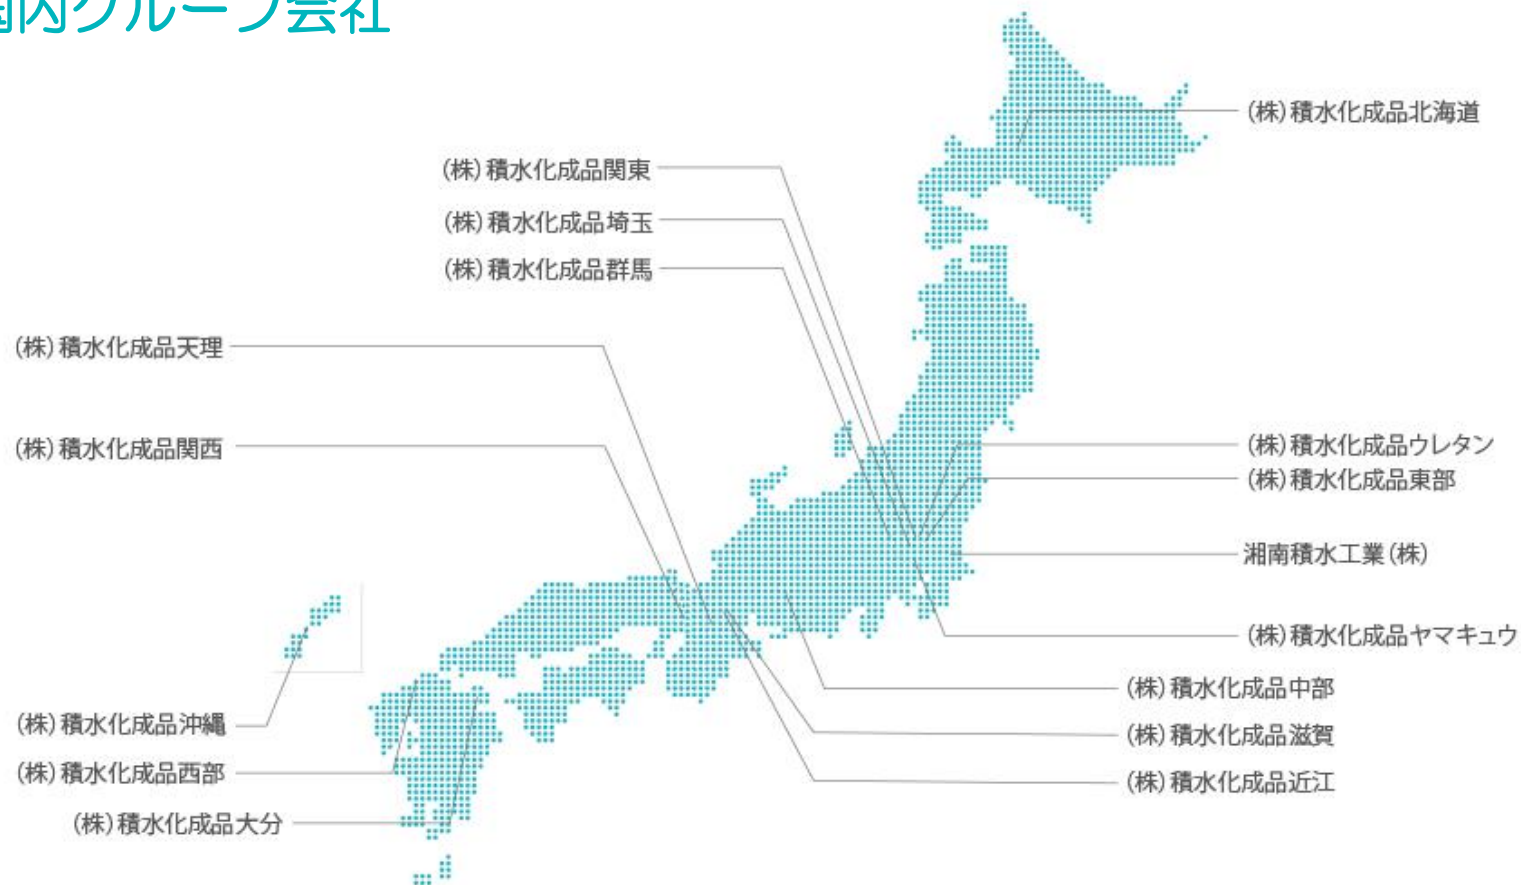 国内グループ会社
(株)積水化成品北海道
(株)積水化成品関東
(株)積水化成品埼玉
(株)積水化成品群馬
(株)積水化成品天理
(株)積水化成品関西
(株)積水化成品ウレタン
(株)積水化成品東部
湘南積水工業(株)
(株)積水化成品ヤマキュウ
(株)積水化成品中部
(株)積水化成品滋賀
(株)積水化成品近江
(株)積水化成品沖縄
(株)積水化成品西部
(株)積水化成品大分